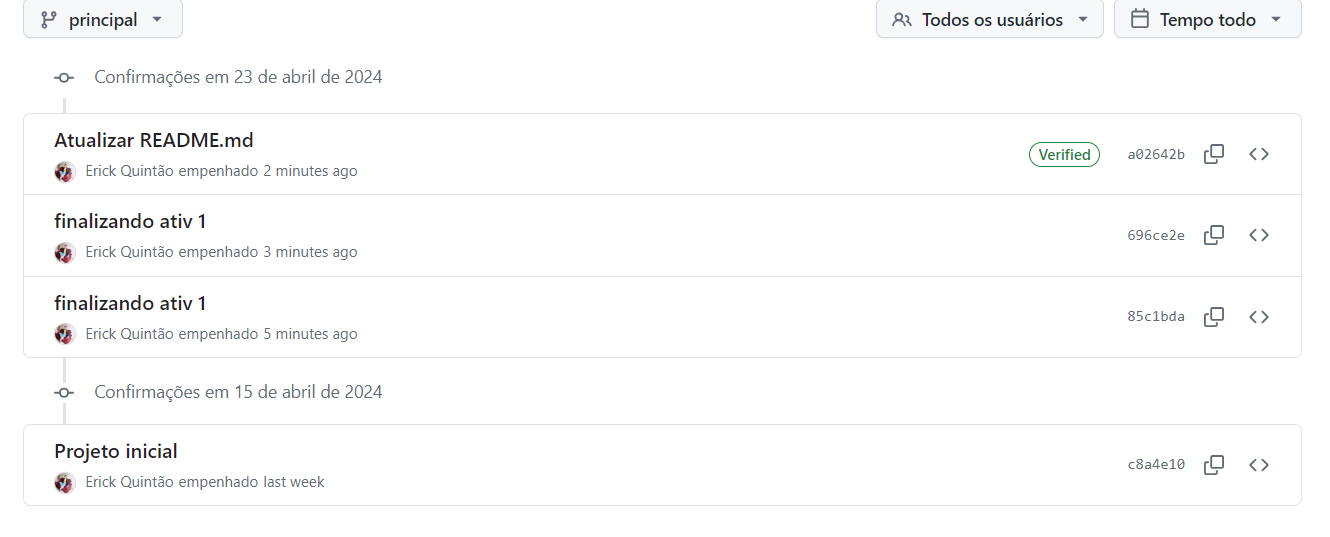 principal
Todos os usuários
Tempo todo
Confirmações em 23 de abril de 2024
Atualizar README.md
Erick Quintão empenhado 2 minutes ago
Verified
a02642b
finalizando ativ 1
Erick Quintão empenhado 3 minutes ago
696ce2e
finalizando ativ 1
Erick Quintão empenhado 5 minutes ago
85c1bda
Confirmações em 15 de abril de 2024
Projeto inicial
Erick Quintão empenhado last week
c8a4e10